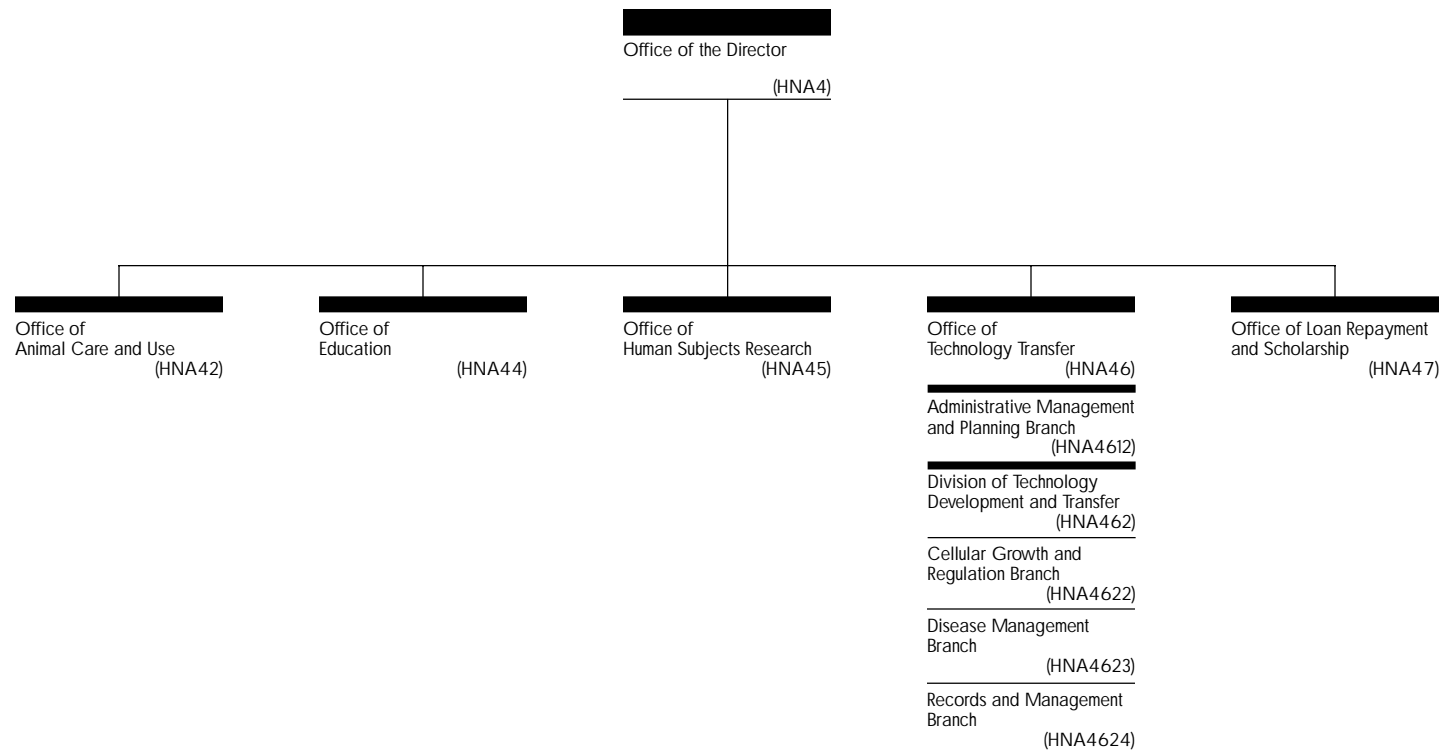 Office of the Director
(HNA4)
Office of
Animal Care and Use
(HNA42)
Office of
Education
(HNA44)
Office of
Human Subjects Research
(HNA45)
Office of
Technology Transfer
(HNA46)
Administrative Management
and Planning Branch
(HNA4612)
Division of Technology
Development and Transfer
(HNA462)
Cellular Growth and
Regulation Branch
(HNA4622)
Disease Management
Branch
(HNA4623)
Records and Management
Branch
(HNA4624)
Office of Loan Repayment
and Scholarship
(HNA47)